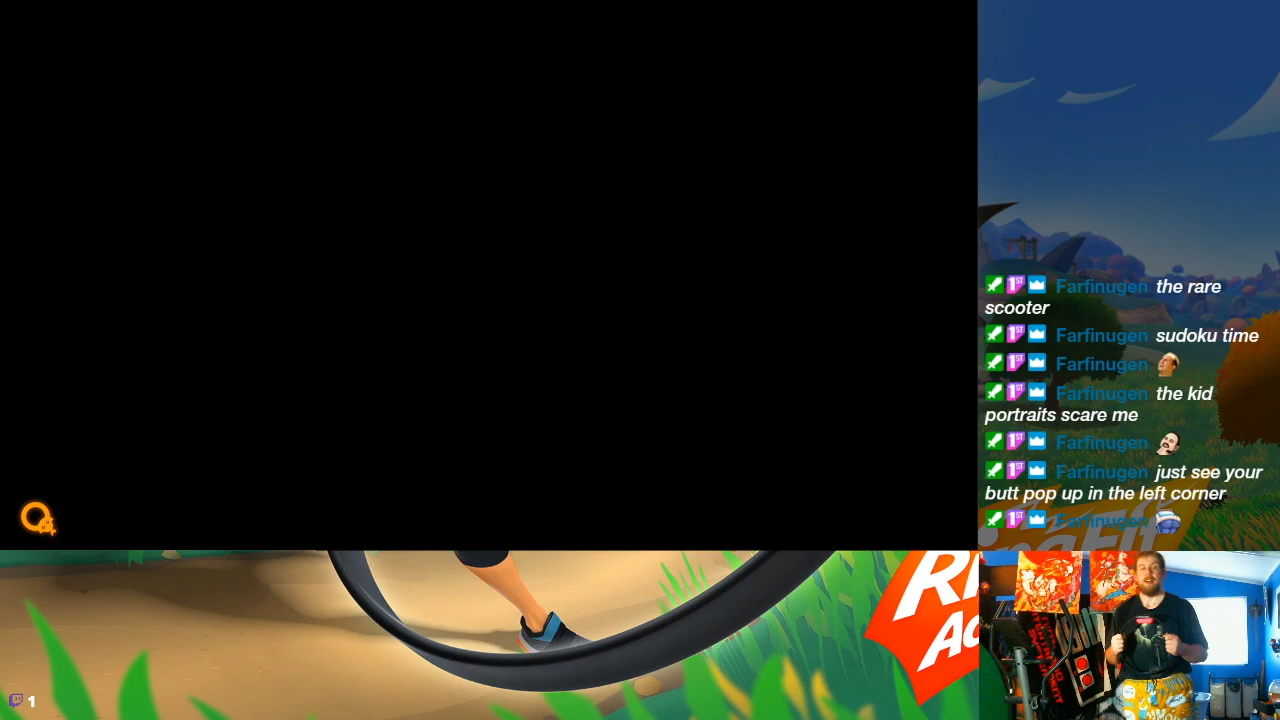 Farfinugen the rare
scooter
Farfinugen sudoku time
Farfinugen
Farfinugen the kid
portraits scare me
Farfinugen
Farfinugen just see your
butt pop up in the left corner
Farfinugen
1